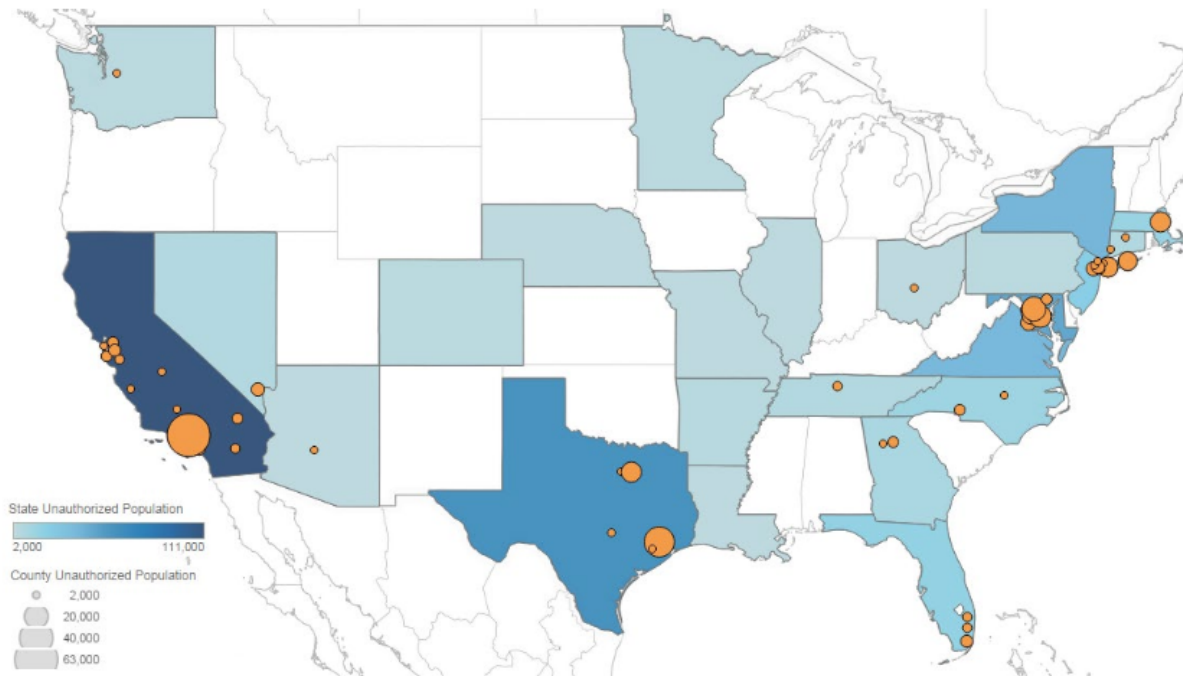 State Unauthorized Population
2,000 111,000
County Unauthorized Population
2,000
20,000
40,000
63,000